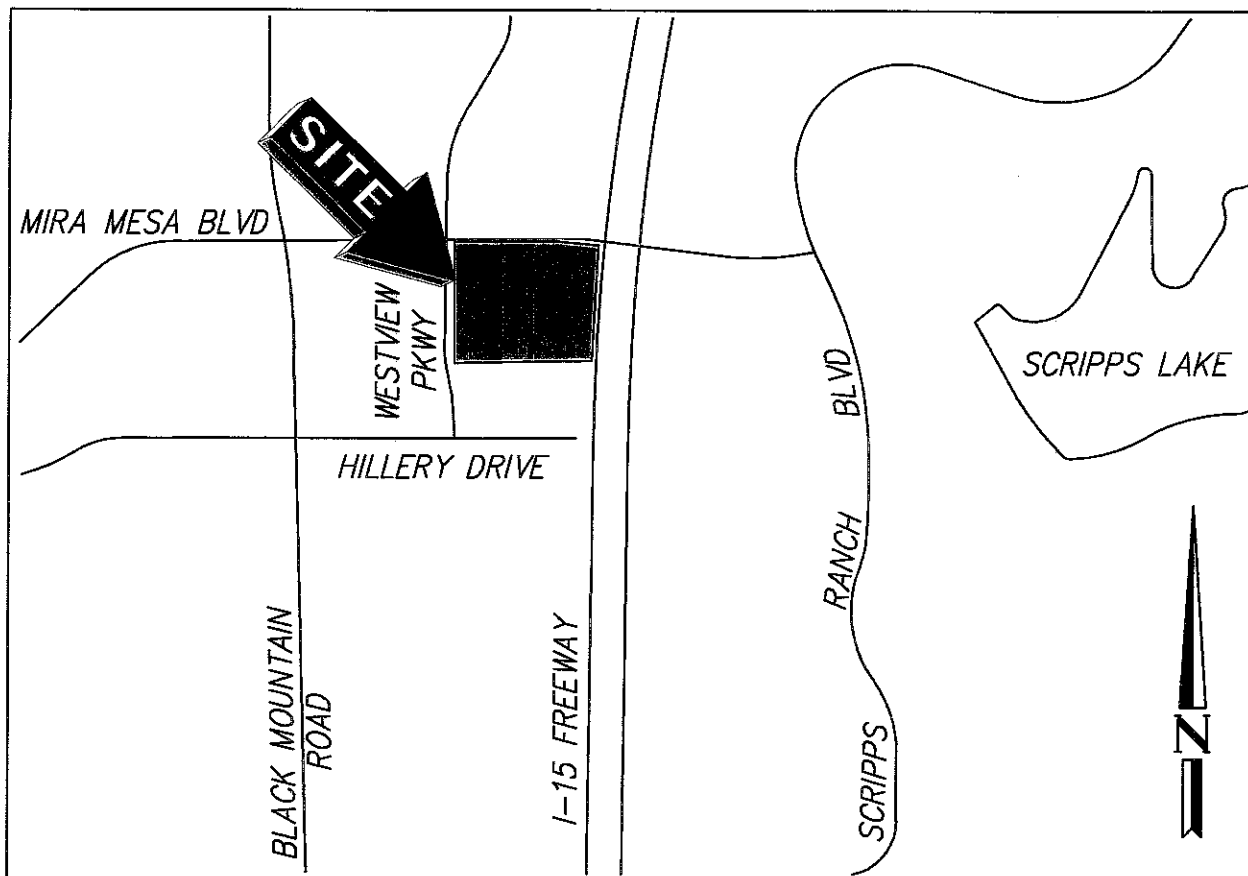 SITE
MIRA MESA BLVD
WESTVIEW
PKWY
SCRIPPS LAKE
HILLERY DRIVE
SCRIPPS RANCH BLVD
BLACK MOUNTAIN
ROAD
I-15 FREEWAY
N